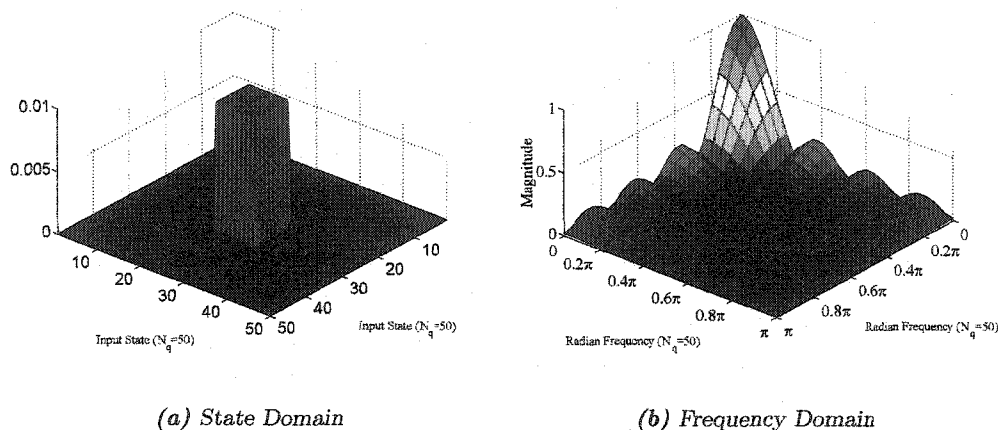 0.01
0.005
0
10
20
30
40
50
50
40
30
20
10
Input State (N_q=50)
Input State (N_q=50)
(a) State Domain
Magnitude
1
0.5
0
0
0.2π
0.4π
0.6π
0.8π
π
π
0.8π
0.6π
0.4π
0.2π
0
Radian Frequency (N_q=50)
Radian Frequency (N_q=50)
(b) Frequency Domain